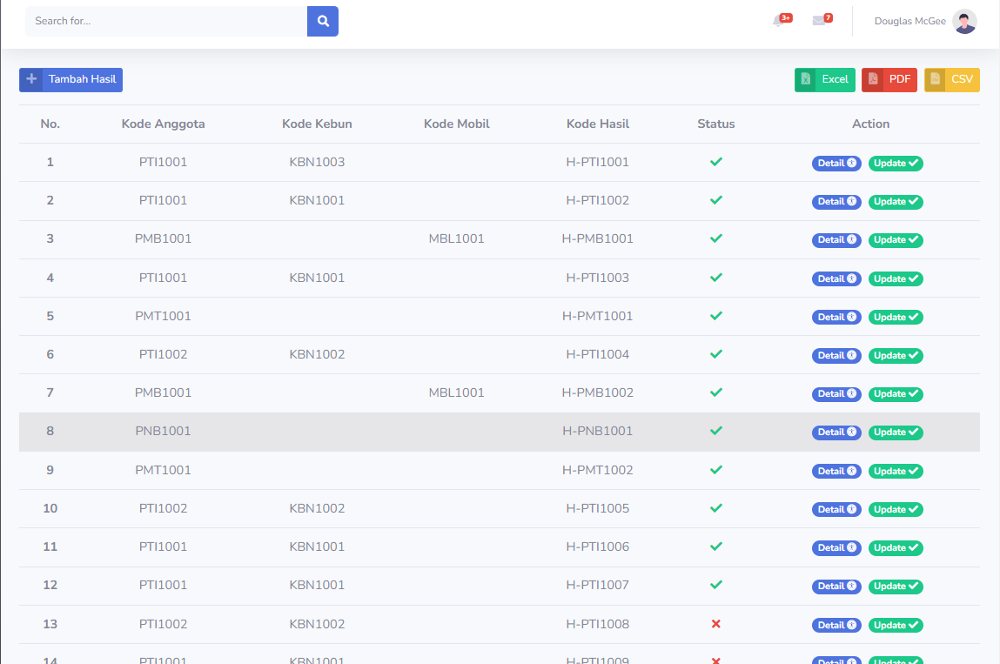 Search for...
3+
7
Douglas McGee
Tambah Hasil
Excel
PDF
CSV
No. Kode Anggota Kode Kebun Kode Mobil Kode Hasil Status Action
1 PTI1001 KBN1003 H-PTI1001 Detail Update
2 PTI1001 KBN1001 H-PTI1002 Detail Update
3 PMB1001 MBL1001 H-PMB1001 Detail Update
4 PTI1001 KBN1001 H-PTI1003 Detail Update
5 PMT1001 H-PMT1001 Detail Update
6 PTI1002 KBN1002 H-PTI1004 Detail Update
7 PMB1001 MBL1001 H-PMB1002 Detail Update
8 PNB1001 H-PNB1001 Detail Update
9 PMT1001 H-PMT1002 Detail Update
10 PTI1002 KBN1002 H-PTI1005 Detail Update
11 PTI1001 KBN1001 H-PTI1006 Detail Update
12 PTI1001 KBN1001 H-PTI1007 Detail Update
13 PTI1002 KBN1002 H-PTI1008 Detail Update
14 PTI1001 KBN1001 H-PTI1009 Detail Update